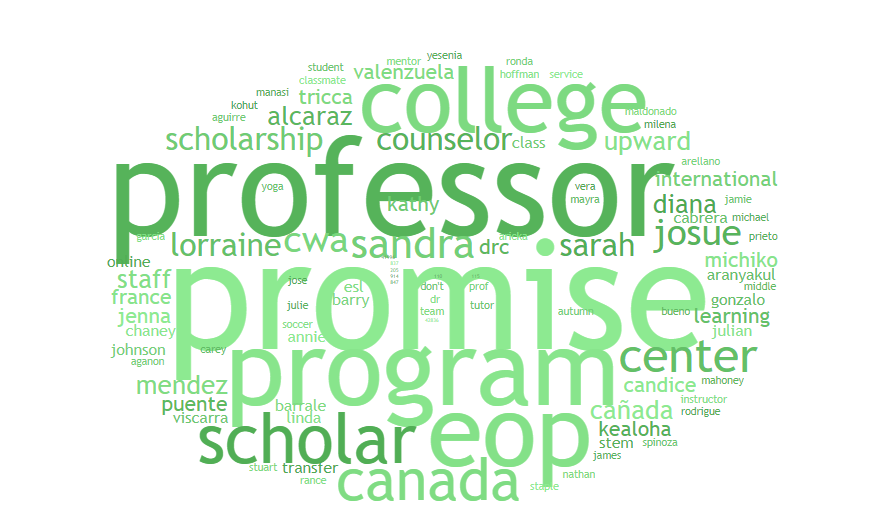 yesenia
mentor
ronda
student
valenzuela
college
hoffman
service
classmate
manasi
tricca
kohut
aguirre
alcaraz
maldonado
milena
scholarship
counselor
class
upward
professor
arellano
international
yoga
vera
mayra
kathy
diana
jamie
cabrera
michael
garcia
lorraine
cwa
sandra
drc
aricka
sarah
josue
prieto
online
michiko
staff
promise
aranyakul
jose
esl
don't
prof
middle
france
julie
barry
dr
tutor
gonzalo
jenna
team
autumn
bueno
learning
chaney
soccer
annie
julian
johnson
carey
aganon
program
center
mendez
candice
mahoney
puente
barrale
cañada
instructor
viscarra
linda
rodrigue
scholar
eop
kealoha
stem
spinoza
james
stuart
transfer
nathan
rance
canada
staple